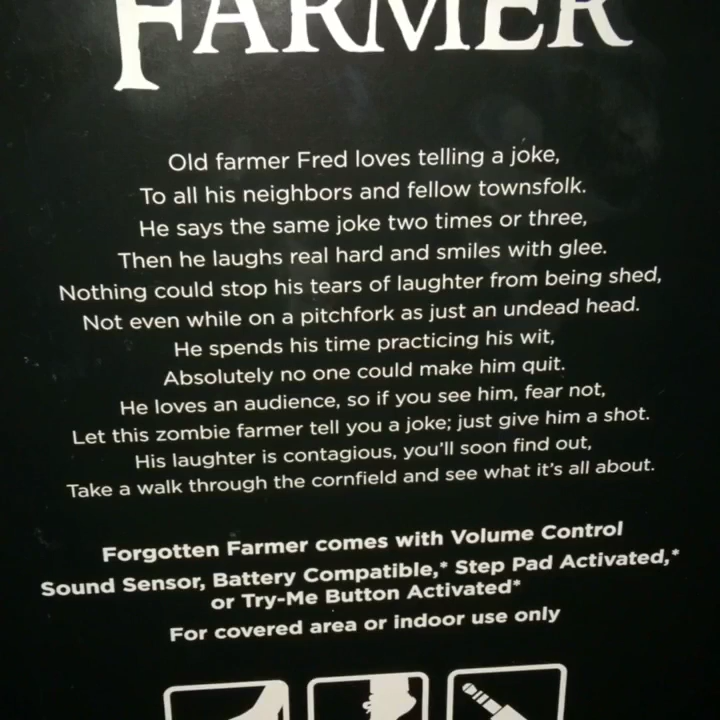 FARMER
Old farmer Fred loves telling a joke,
To all his neighbors and fellow townsfolk.
He says the same joke two times or three,
Then he laughs real hard and smiles with glee.
Nothing could stop his tears of laughter from being shed,
Not even while on a pitchfork as just an undead head.
He spends his time practicing his wit,
Absolutely no one could make him quit.
He loves an audience, so if you see him, fear not,
Let this zombie farmer tell you a joke; just give him a shot.
His laughter is contagious, you'll soon find out,
Take a walk through the cornfield and see what it's all about.
Forgotten Farmer comes with Volume Control
Sound Sensor, Battery Compatible,* Step Pad Activated,*
or Try-Me Button Activated*
For covered area or indoor use only